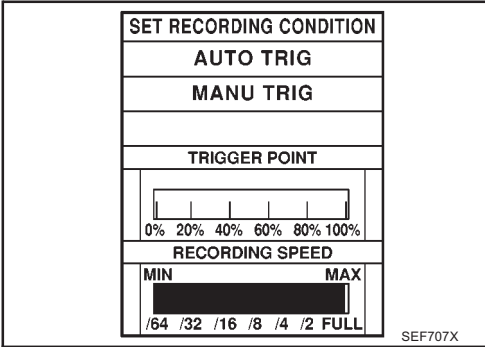 SET RECORDING CONDITION
AUTO TRIG
MANU TRIG
TRIGGER POINT
0% 20% 40% 60% 80% 100%
RECORDING SPEED
MIN MAX
/64 /32 /16 /8 /4 /2 FULL
SEF707X